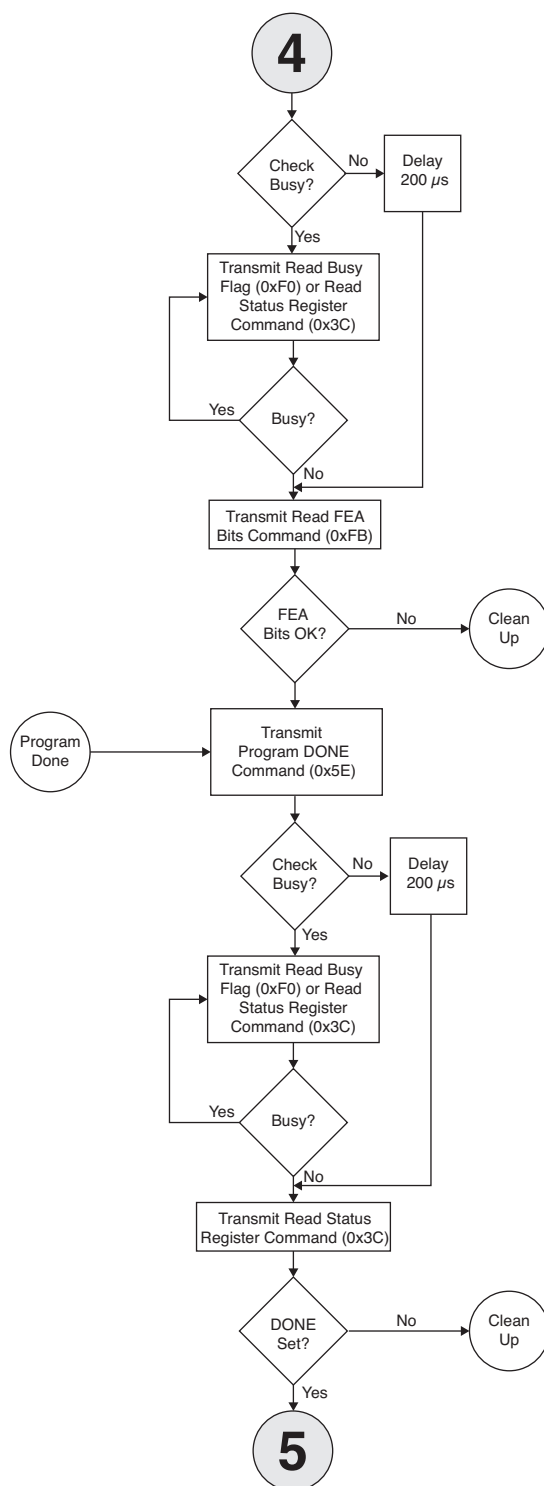 4
Check
Busy?
No
Delay
200 µs
Yes
Transmit Read Busy
Flag (0xF0) or Read
Status Register
Command (0x3C)
Yes
Busy?
No
Transmit Read FEA
Bits Command (0xFB)
FEA
Bits OK?
No
Clean
Up
Program
Done
Transmit
Program DONE
Command (0x5E)
Check
Busy?
No
Delay
200 µs
Yes
Transmit Read Busy
Flag (0xF0) or Read
Status Register
Command (0x3C)
Yes
Busy?
No
Transmit Read Status
Register Command (0x3C)
DONE
Set?
No
Clean
Up
Yes
5